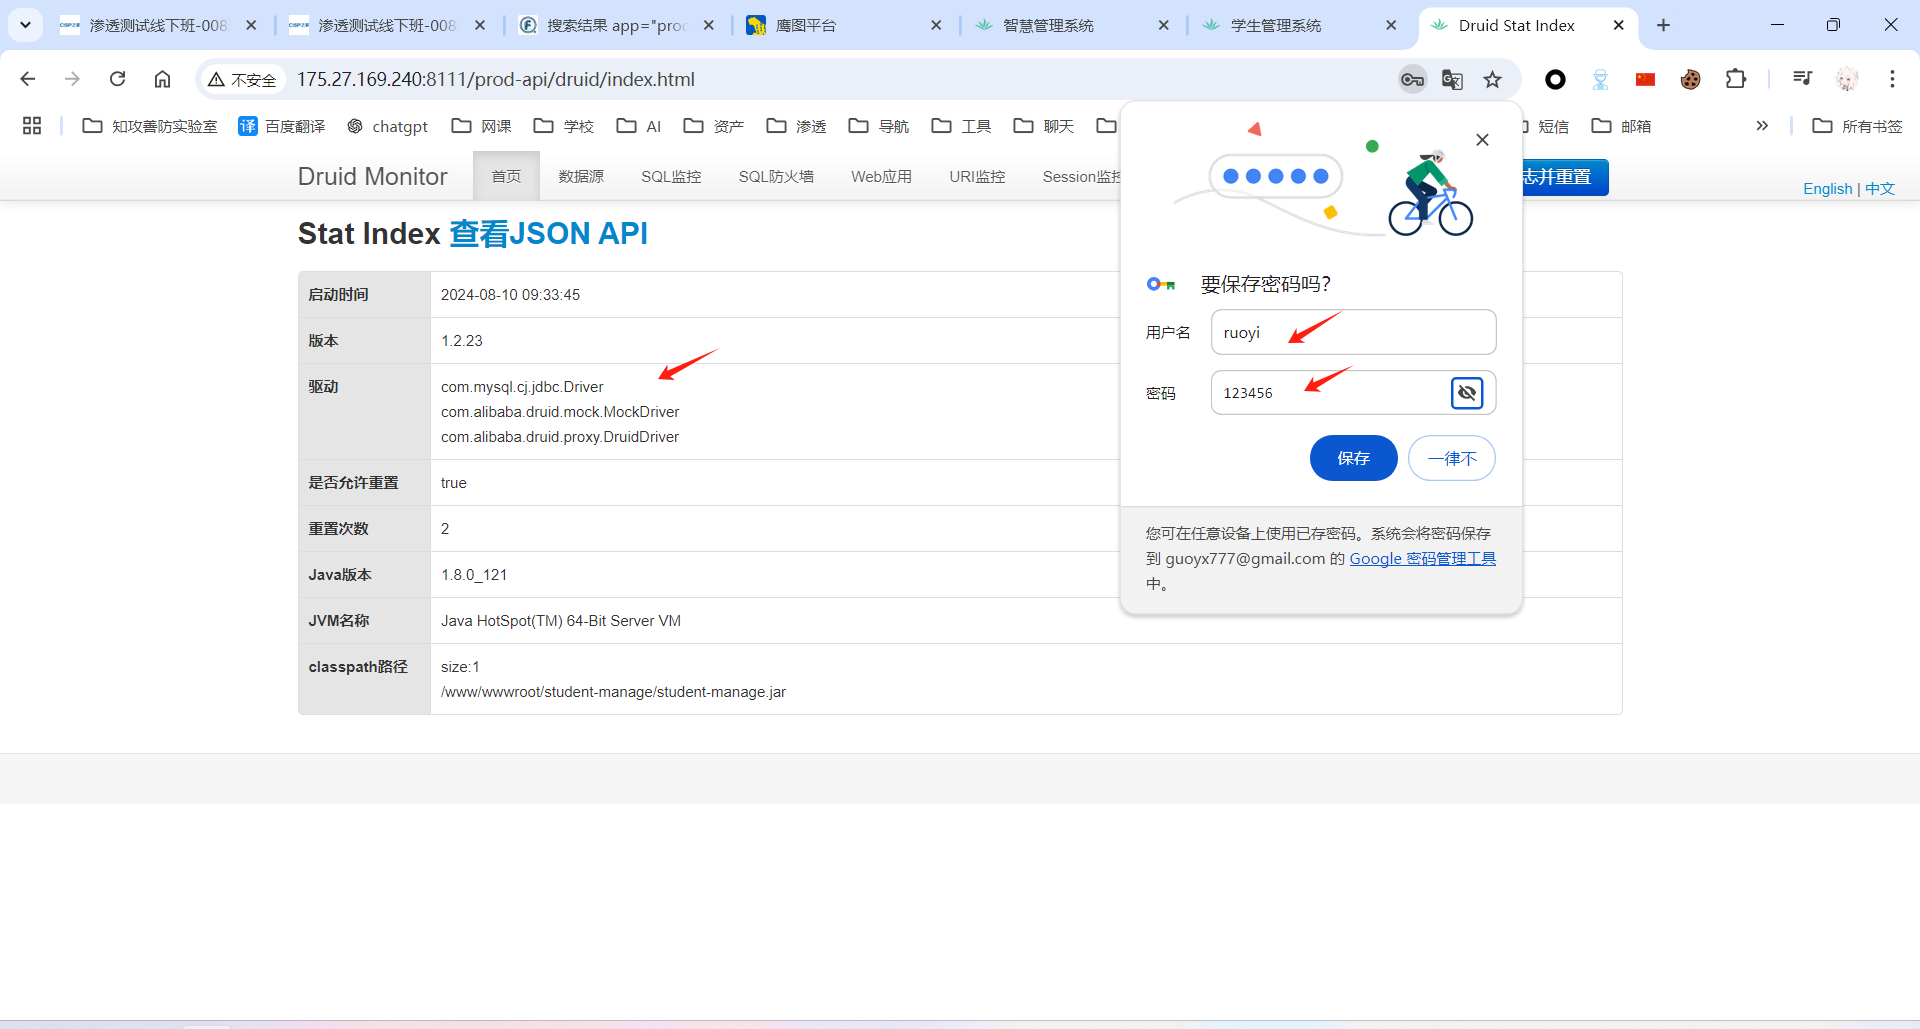 渗透测试线下班-008
渗透测试线下班-008
搜索结果 app="prod
鹰图平台
智慧管理系统
学生管理系统
Druid Stat Index
不安全
175.27.169.240:8111/prod-api/druid/index.html
知攻善防实验室
译 百度翻译
chatgpt
网课
学校
AI
资产
渗透
导航
工具
聊天
短信
邮箱
所有书签
Druid Monitor
首页
数据源
SQL监控
SQL防火墙
Web应用
URI监控
Session监控
志并重置
English | 中文
Stat Index 查看JSON API
启动时间 2024-08-10 09:33:45
版本 1.2.23
驱动 com.mysql.cj.jdbc.Driver
com.alibaba.druid.mock.MockDriver
com.alibaba.druid.proxy.DruidDriver
是否允许重置 true
重置次数 2
Java版本 1.8.0_121
JVM名称 Java HotSpot(TM) 64-Bit Server VM
classpath路径 size:1
/www/wwwroot/student-manage/student-manage.jar
要保存密码吗?
用户名 ruoyi
密码 123456
保存
一律不
您可在任意设备上使用已存密码。系统会将密码保存
到 guoyx777@gmail.com 的 Google 密码管理工具
中。